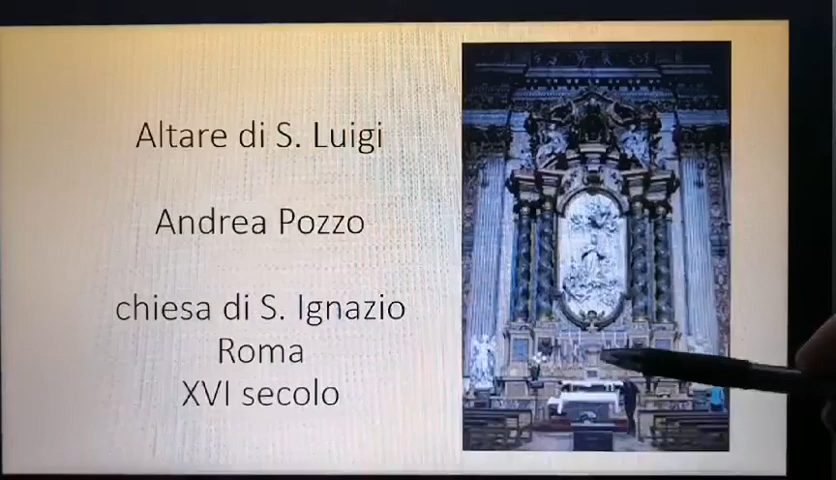 Altare di S. Luigi
Andrea Pozzo
chiesa di S. Ignazio
Roma
XVI secolo